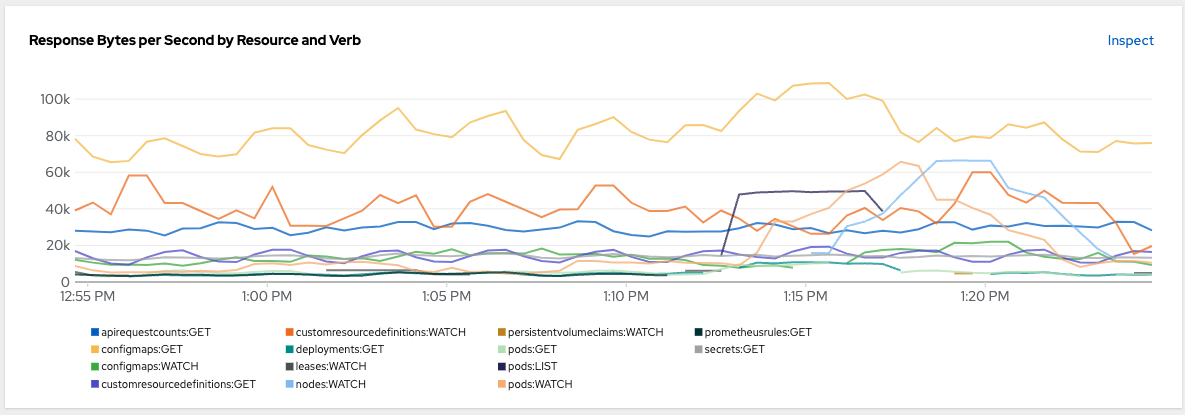 Response Bytes per Second by Resource and Verb
Inspect
100k
80k
60k
40k
20k
0
12:55 PM 1:00 PM 1:05 PM 1:10 PM 1:15 PM 1:20 PM
apirequestcounts:GET customresourcedefinitions:WATCH persistentvolumeclaims:WATCH prometheusrules:GET
configmaps:GET deployments:GET pods:GET secrets:GET
configmaps:WATCH leases:WATCH pods:LIST
customresourcedefinitions:GET nodes:WATCH pods:WATCH